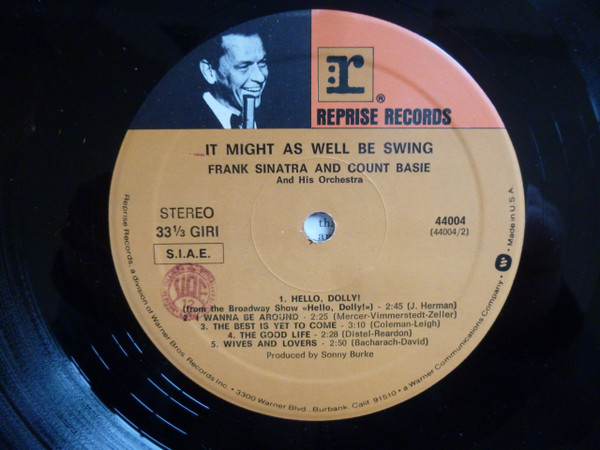 r
®
REPRISE RECORDS
IT MIGHT AS WELL BE SWING
FRANK SINATRA AND COUNT BASIE
And His Orchestra
STEREO
33 1/3 GIRI
S.I.A.E.
44004
(44004/2)
1. HELLO, DOLLY!
(from the Broadway Show «Hello, Dolly!») - 2:45 (J. Herman)
2. I WANNA BE AROUND - 2:25 (Mercer-Vimmerstedt-Zeller)
3. THE BEST IS YET TO COME - 3:10 (Coleman-Leigh)
4. THE GOOD LIFE - 2:28 (Distel-Reardon)
5. WIVES AND LOVERS - 2:50 (Bacharach-David)
Produced by Sonny Burke
Reprise Records, a division of Warner Bros. Records Inc. • 3300 Warner Blvd., Burbank, Calif. 91510 • a Warner Communications Company • Made in U.S.A.